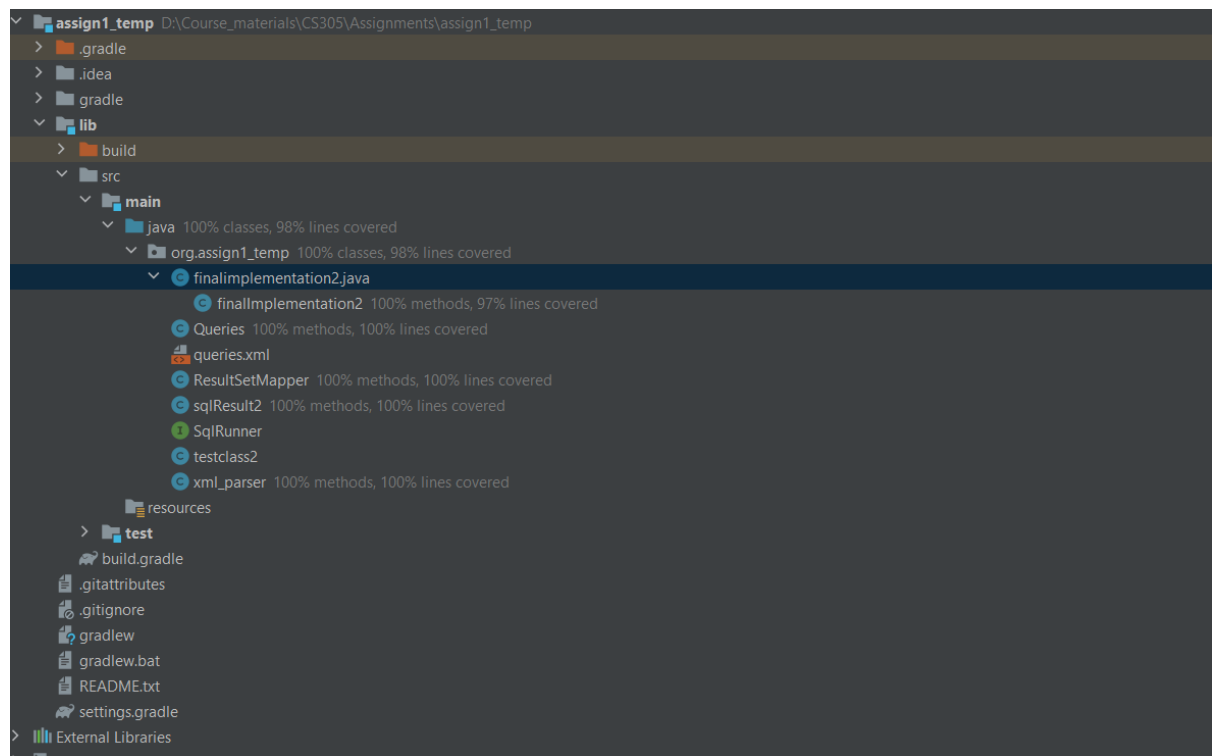 assign1_temp D:\Course_materials\CS305\Assignments\assign1_temp
.gradle
.idea
gradle
lib
build
src
main
java 100% classes, 98% lines covered
org.assign1_temp 100% classes, 98% lines covered
finalimplementation2.java
finalImplementation2 100% methods, 97% lines covered
Queries 100% methods, 100% lines covered
queries.xml
ResultSetMapper 100% methods, 100% lines covered
sqlResult2 100% methods, 100% lines covered
SqlRunner
testclass2
xml_parser 100% methods, 100% lines covered
resources
test
build.gradle
.gitattributes
.gitignore
gradlew
gradlew.bat
README.txt
settings.gradle
External Libraries